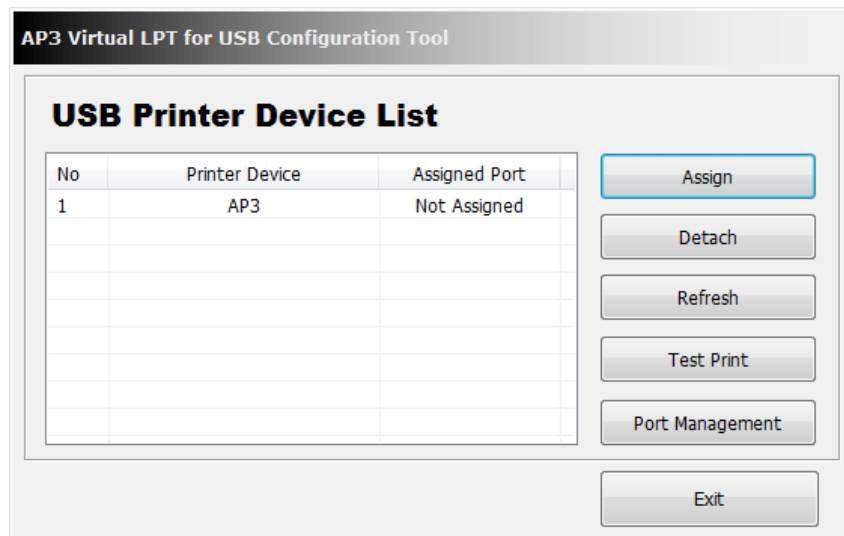 AP3 Virtual LPT for USB Configuration Tool
USB Printer Device List
No Printer Device Assigned Port
1 AP3 Not Assigned
Assign
Detach
Refresh
Test Print
Port Management
Exit